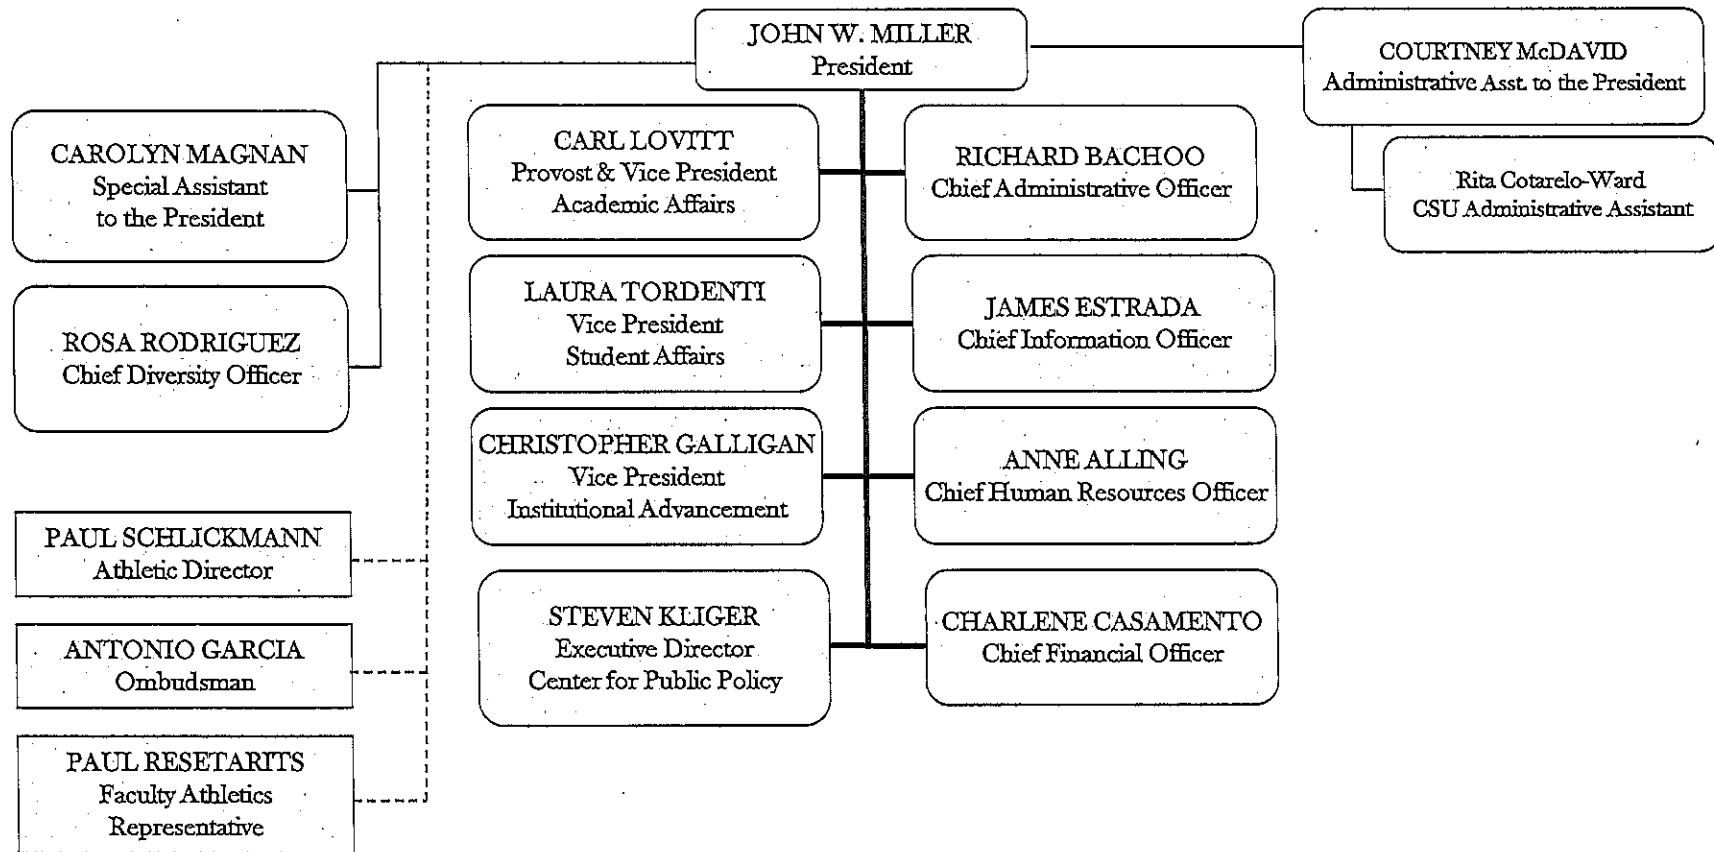 JOHN W. MILLER
President
COURTNEY McDAVID
Administrative Asst. to the President
Rita Cotarelo-Ward
CSU Administrative Assistant
CAROLYN MAGNAN
Special Assistant
to the President
ROSA RODRIGUEZ
Chief Diversity Officer
PAUL SCHLICKMANN
Athletic Director
ANTONIO GARCIA
Ombudsman
PAUL RESETARITS
Faculty Athletics
Representative
CARL LOVITT
Provost & Vice President
Academic Affairs
RICHARD BACHOO
Chief Administrative Officer
LAURA TORDENTI
Vice President
Student Affairs
JAMES ESTRADA
Chief Information Officer
CHRISTOPHER GALLIGAN
Vice President
Institutional Advancement
ANNE ALLING
Chief Human Resources Officer
STEVEN KLIGER
Executive Director
Center for Public Policy
CHARLENE CASAMENTO
Chief Financial Officer